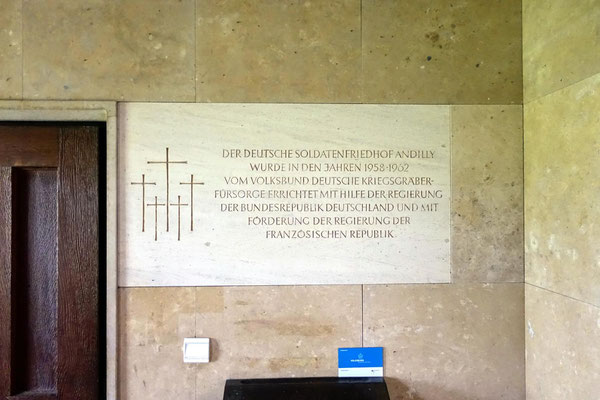 DER DEUTSCHE SOLDATENFRIEDHOF ANDILLY
WURDE IN DEN JAHREN 1958-1962
VOM VOLKSBUND DEUTSCHE KRIEGSGRÄBER-
FÜRSORGE ERRICHTET MIT HILFE DER REGIERUNG
DER BUNDESREPUBLIK DEUTSCHLAND UND MIT
FÖRDERUNG DER REGIERUNG DER
FRANZÖSISCHEN REPUBLIK